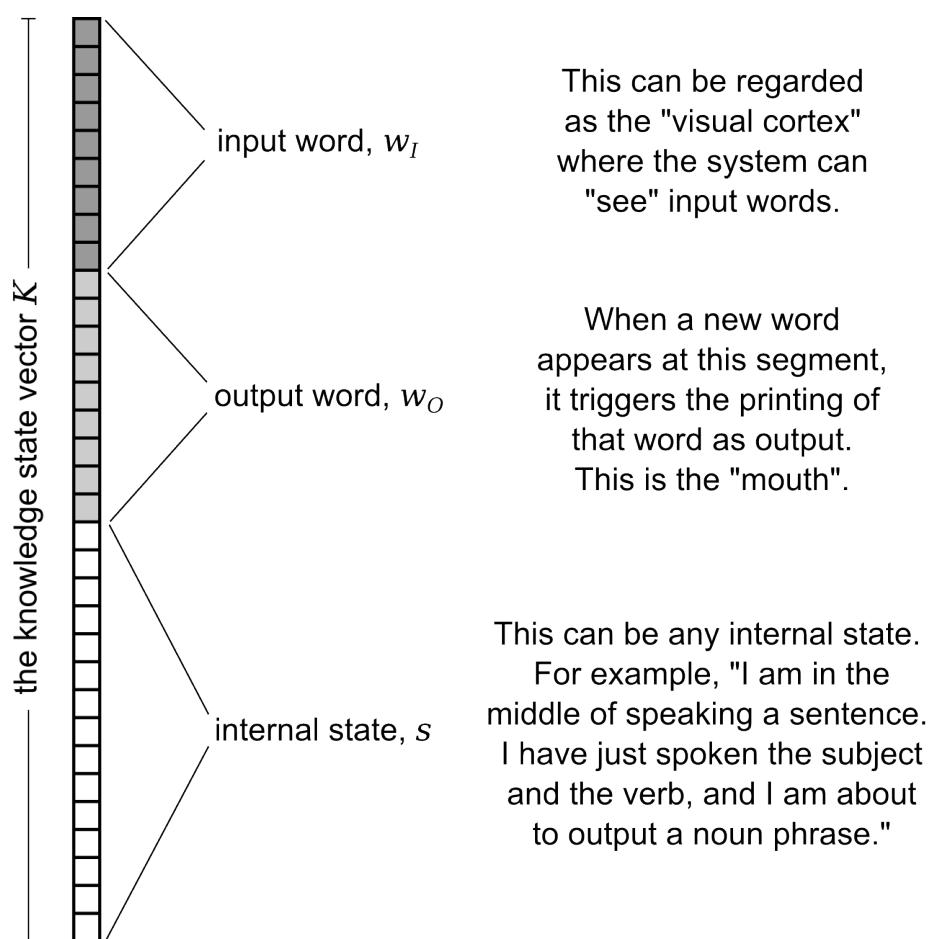 the knowledge state vector K
input word, w_I
This can be regarded
as the "visual cortex"
where the system can
"see" input words.
output word, w_O
When a new word
appears at this segment,
it triggers the printing of
that word as output.
This is the "mouth".
internal state, s
This can be any internal state.
For example, "I am in the
middle of speaking a sentence.
I have just spoken the subject
and the verb, and I am about
to output a noun phrase."